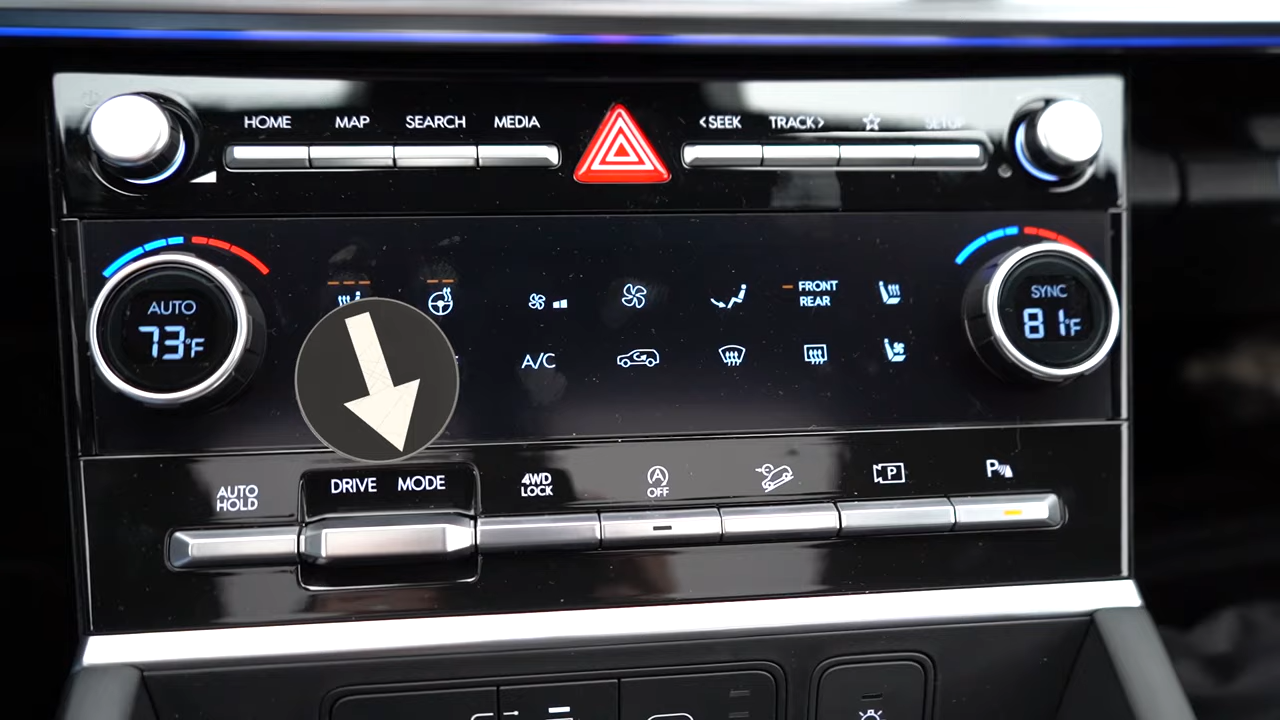 HOME MAP SEARCH MEDIA <SEEK TRACK> SETUP
AUTO
73°F
FRONT
REAR
SYNC
81°F
A/C
AUTO
HOLD
DRIVE MODE
4WD
LOCK
A
OFF
P
P